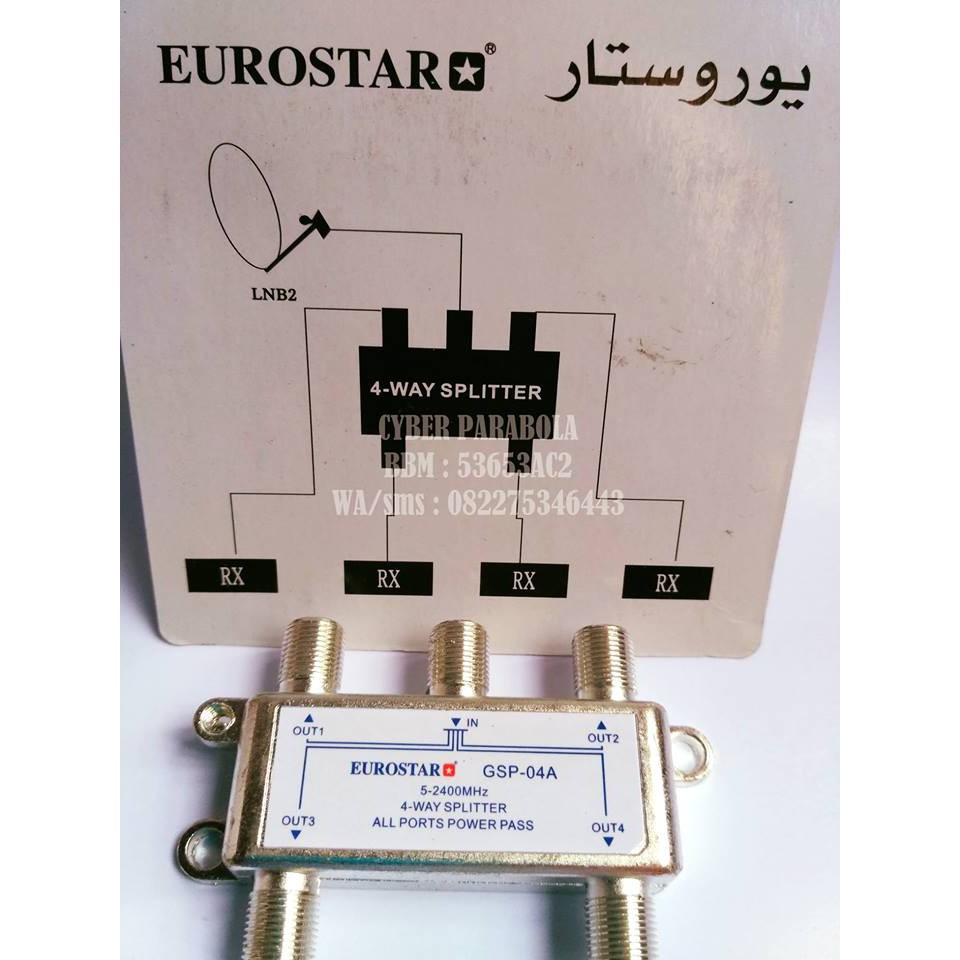 EUROSTAR® يوروستار
LNB2
4-WAY SPLITTER
CYBER PARABOLA
BBM : 53653AC2
WA/sms : 082275346443
RX RX RX RX
IN
OUT1 OUT2
EUROSTAR GSP-04A
5-2400MHz
4-WAY SPLITTER
OUT3 ALL PORTS POWER PASS OUT4